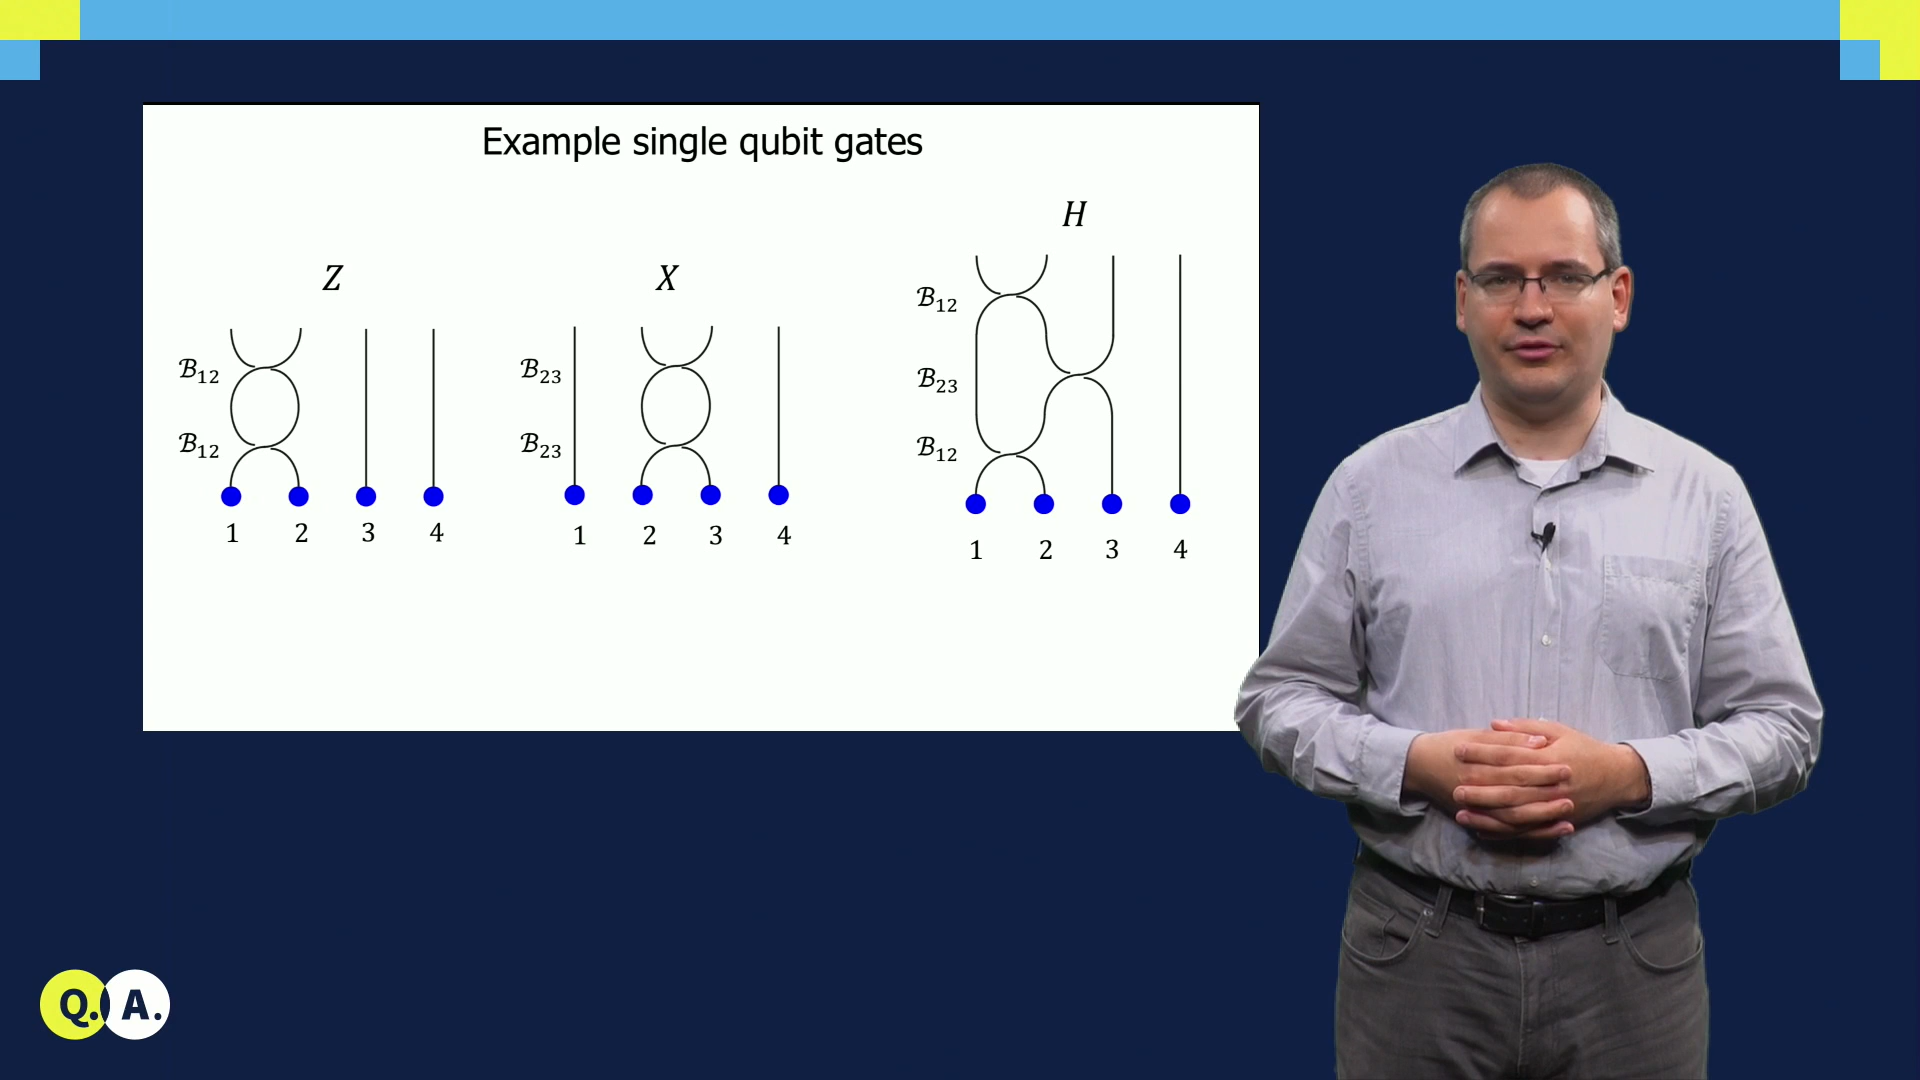 Example single qubit gates
Z
ℬ12
ℬ12
1 2 3 4
X
ℬ23
ℬ23
1 2 3 4
H
ℬ12
ℬ23
ℬ12
1 2 3 4
Q. A.